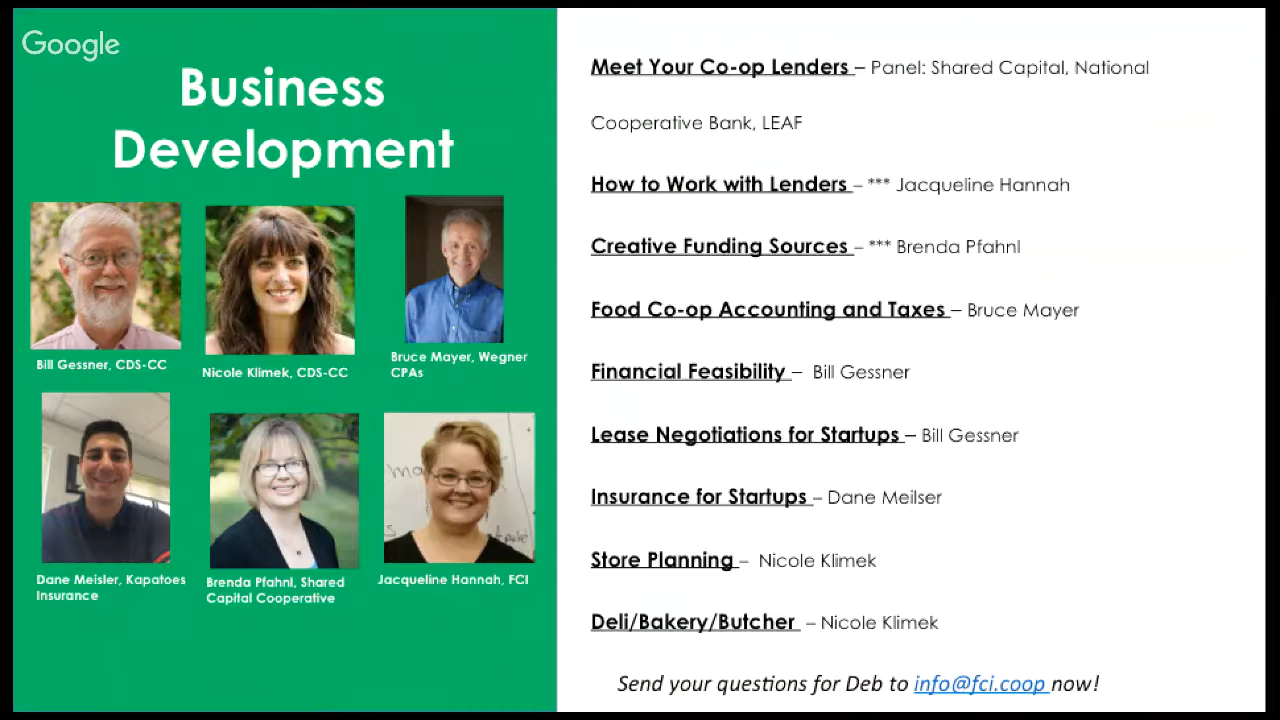 Google
Business
Development
Bill Gessner, CDS-CC
Nicole Klimek, CDS-CC
Bruce Mayer, Wegner
CPAs
Dane Meisler, Kapatoes
Insurance
Brenda Pfahnl, Shared
Capital Cooperative
Jacqueline Hannah, FCI
Meet Your Co-op Lenders – Panel: Shared Capital, National
Cooperative Bank, LEAF
How to Work with Lenders – *** Jacqueline Hannah
Creative Funding Sources – *** Brenda Pfahnl
Food Co-op Accounting and Taxes – Bruce Mayer
Financial Feasibility – Bill Gessner
Lease Negotiations for Startups – Bill Gessner
Insurance for Startups – Dane Meilser
Store Planning – Nicole Klimek
Deli/Bakery/Butcher – Nicole Klimek
Send your questions for Deb to info@fci.coop now!